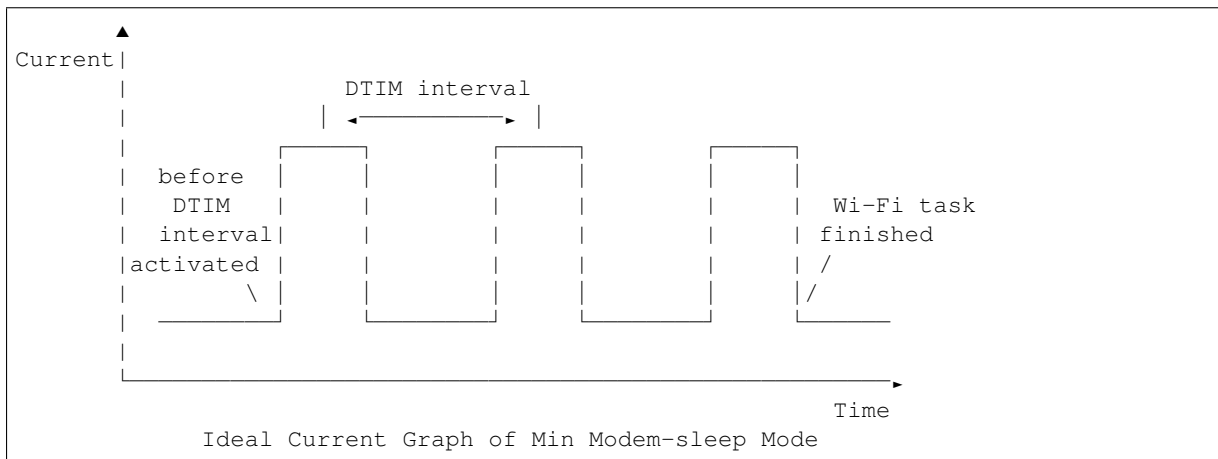 Current
DTIM interval
before
DTIM
interval
activated
Wi-Fi task
finished
Time
Ideal Current Graph of Min Modem-sleep Mode